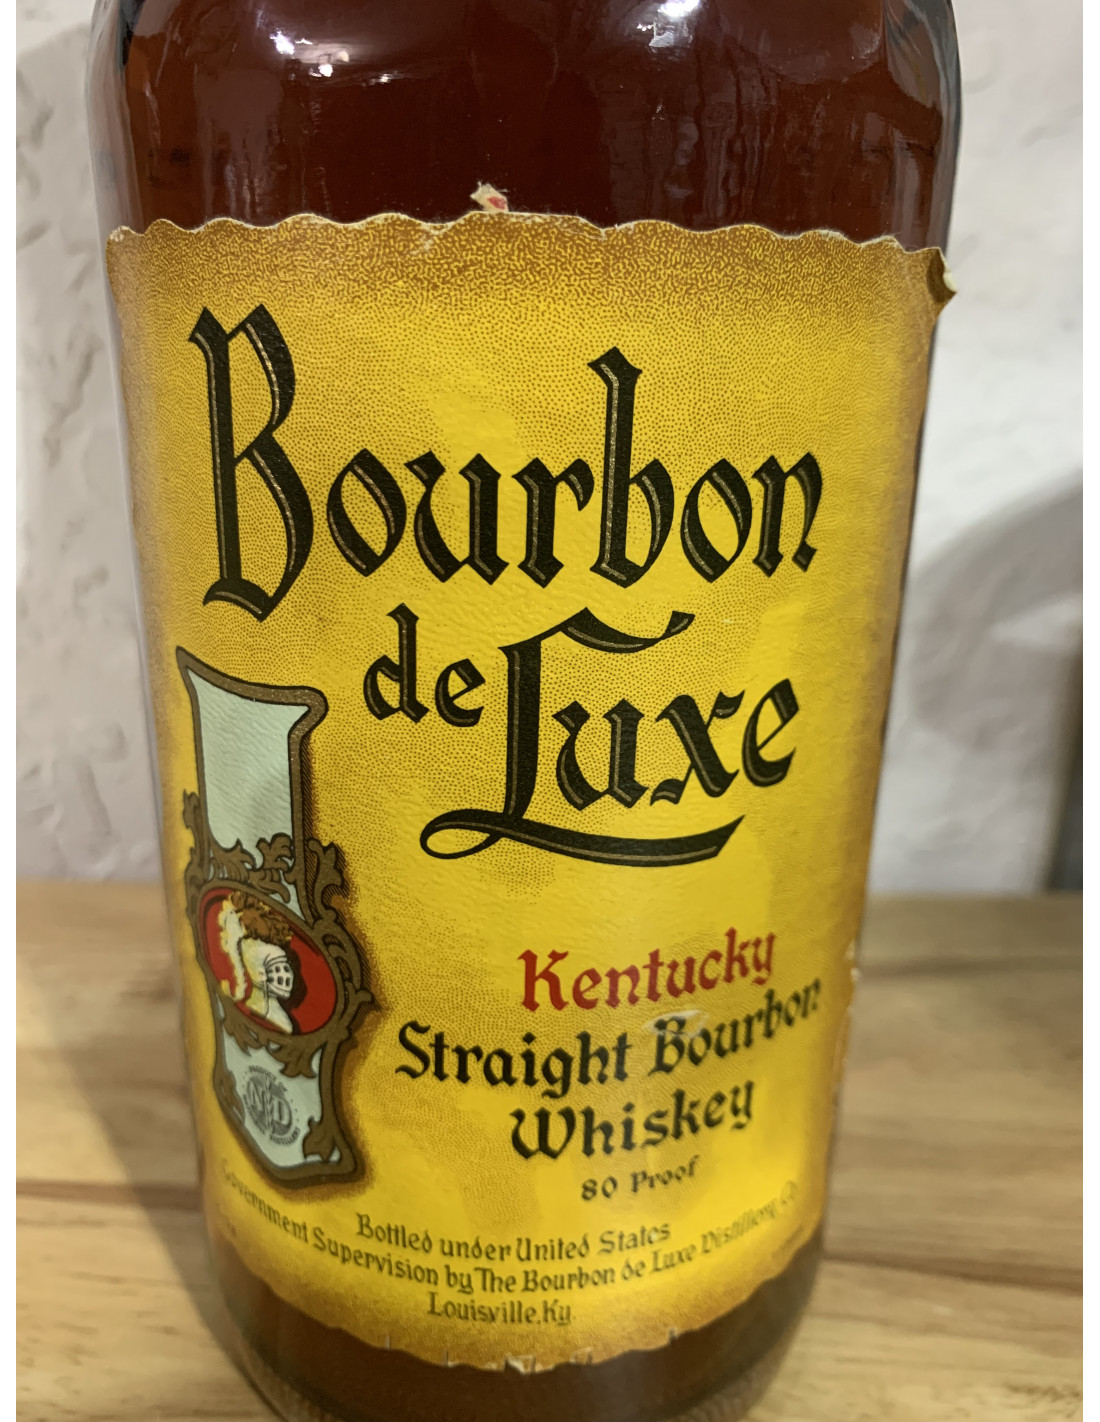 Bourbon
de Luxe
Kentucky
Straight Bourbon
Whiskey
80 Proof
ND
Bottled under United States
Government Supervision by The Bourbon de Luxe Distillery Co.
Louisville, Ky.